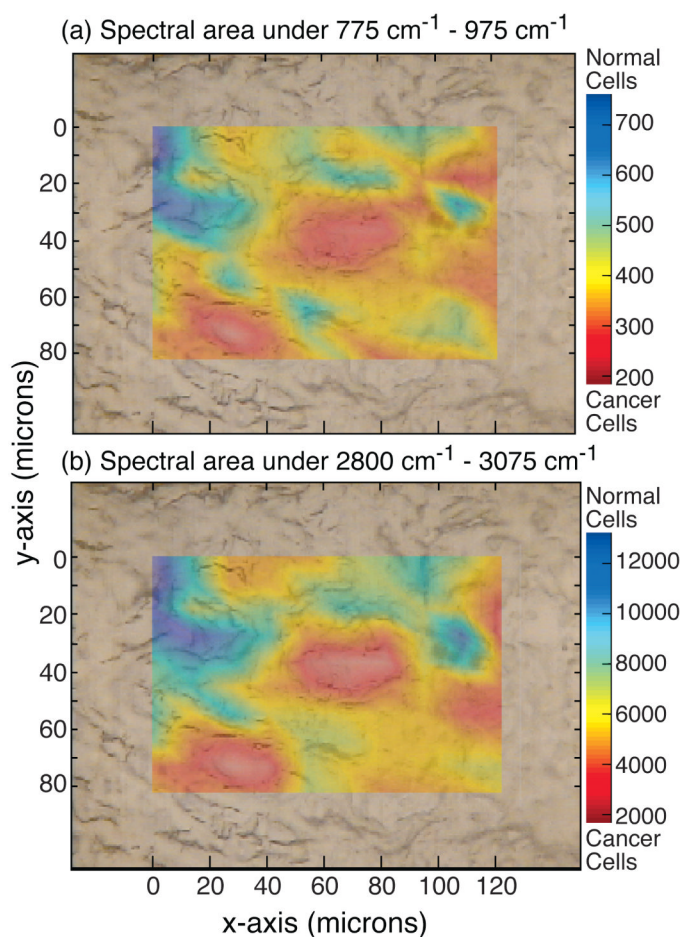 (a) Spectral area under 775 cm⁻¹ - 975 cm⁻¹
Normal
Cells
700
600
500
400
300
200
Cancer
Cells
0
20
40
60
80
y-axis (microns)
(b) Spectral area under 2800 cm⁻¹ - 3075 cm⁻¹
Normal
Cells
12000
10000
8000
6000
4000
2000
Cancer
Cells
0
20
40
60
80
0 20 40 60 80 100 120
x-axis (microns)